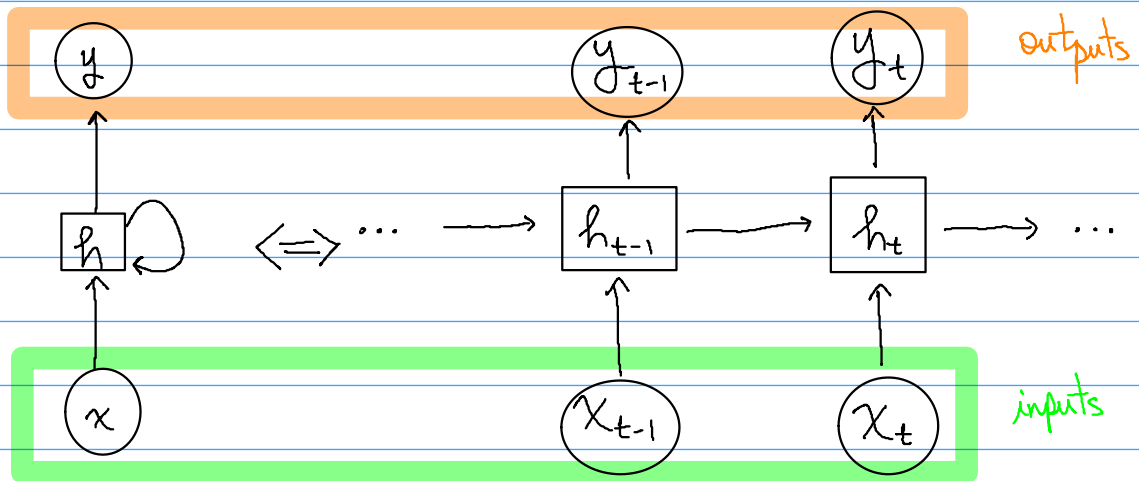 y y_{t-1} y_t outputs
h ⟺ ... h_{t-1} h_t ...
x x_{t-1} x_t inputs